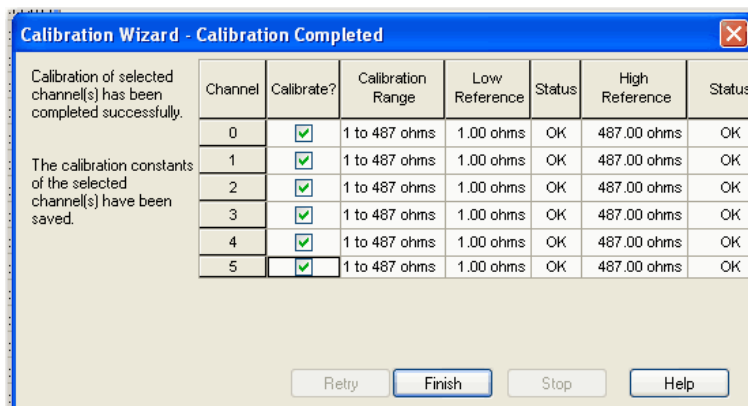 Calibration Wizard - Calibration Completed
Calibration of selected
channel(s) has been
completed successfully.
The calibration constants
of the selected
channel(s) have been
saved.
Channel Calibrate? Calibration Range Low Reference Status High Reference Status
0 1 to 487 ohms 1.00 ohms OK 487.00 ohms OK
1 1 to 487 ohms 1.00 ohms OK 487.00 ohms OK
2 1 to 487 ohms 1.00 ohms OK 487.00 ohms OK
3 1 to 487 ohms 1.00 ohms OK 487.00 ohms OK
4 1 to 487 ohms 1.00 ohms OK 487.00 ohms OK
5 1 to 487 ohms 1.00 ohms OK 487.00 ohms OK
Retry Finish Stop Help